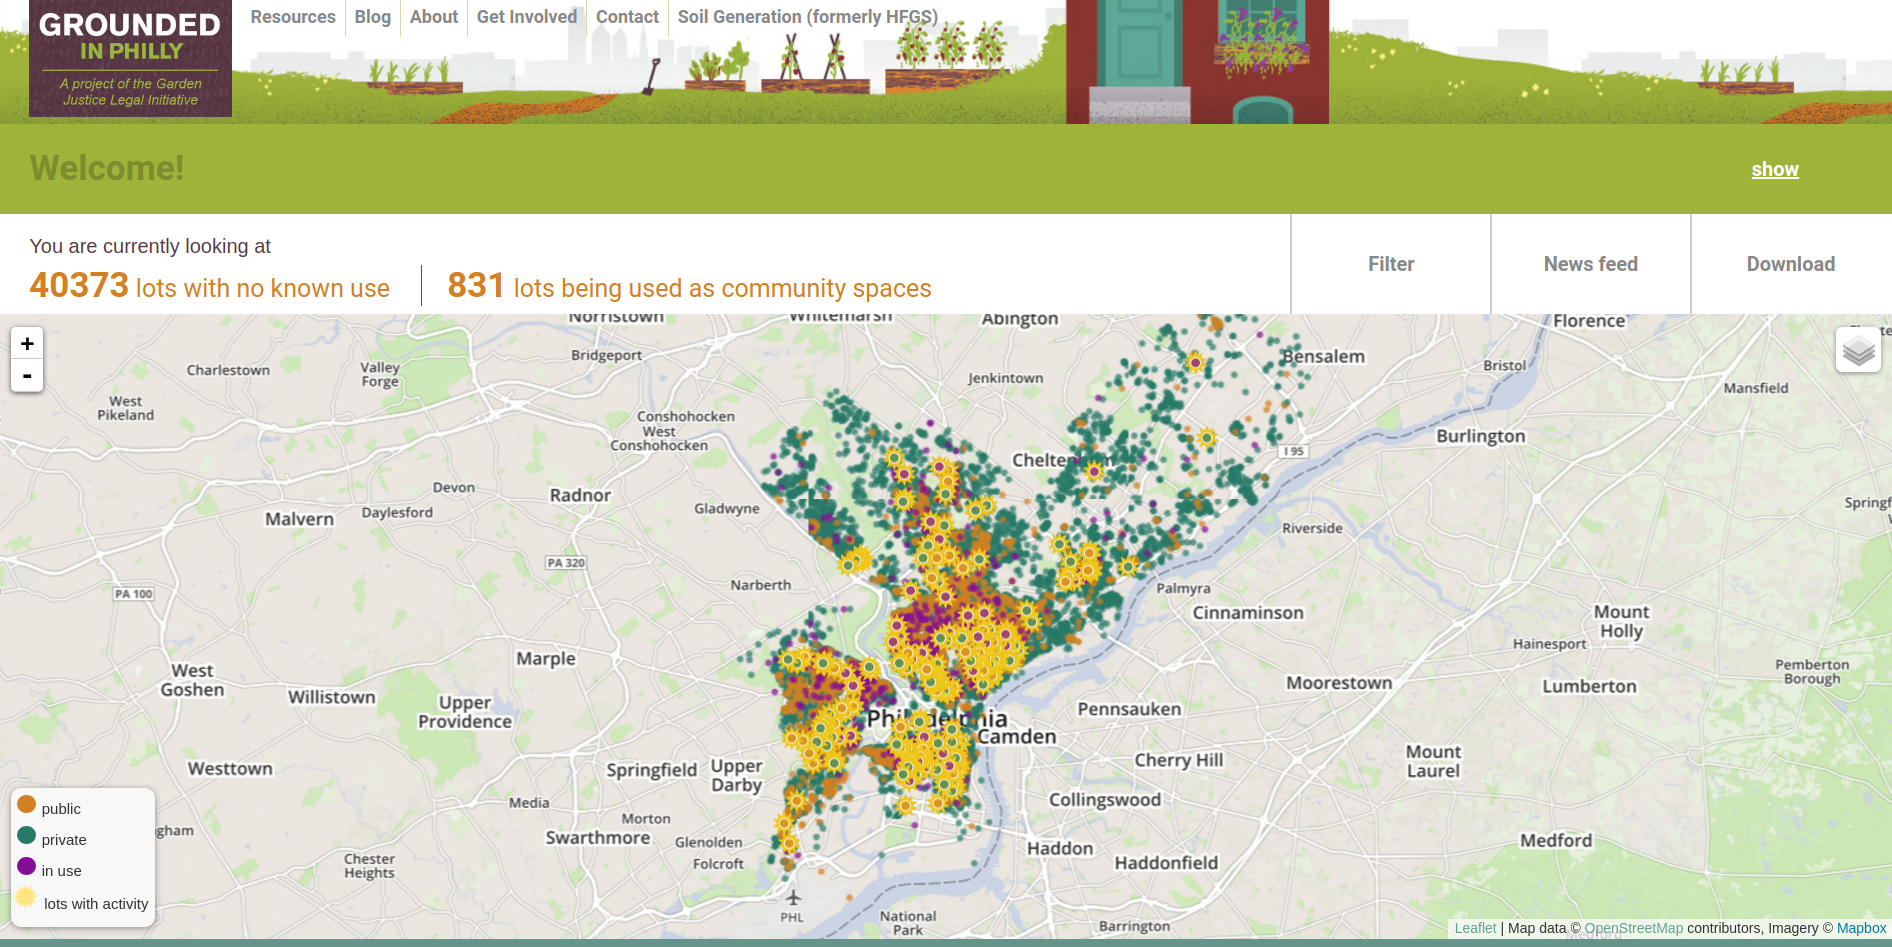 GROUNDED
IN PHILLY
A project of the Garden
Justice Legal Initiative
Resources
Blog
About
Get Involved
Contact
Soil Generation (formerly HFGS)
Welcome!
show
You are currently looking at
40373 lots with no known use
831 lots being used as community spaces
Filter
News feed
Download
+
-
Norristown
Whitemarsh
Abington
Florence
Bridgeport
Bensalem
Charlestown
Valley
Forge
Jenkintown
Bristol
Mansfield
West
Pikeland
Conshohocken
West
Conshohocken
Burlington
I 95
Cheltenham
Devon
Radnor
Gladwyne
Malvern
Daylesford
Riverside
PA 320
Narberth
Palmyra
PA 100
Cinnaminson
Mount
Holly
Hainesport
Marple
West
Goshen
Pemberton
Borough
Willistown
Moorestown
Lumberton
Upper
Providence
Philadelphia
Pennsauken
Camden
Westtown
Springfield
Upper
Darby
Cherry Hill
Mount
Laurel
Media
Collingswood
Morton
Swarthmore
Glenolden
Haddon
Medford
Chester
Heights
Folcroft
Haddonfield
PHL
National
Park
Barrington
public
private
in use
lots with activity
Leaflet | Map data © OpenStreetMap contributors, Imagery © Mapbox